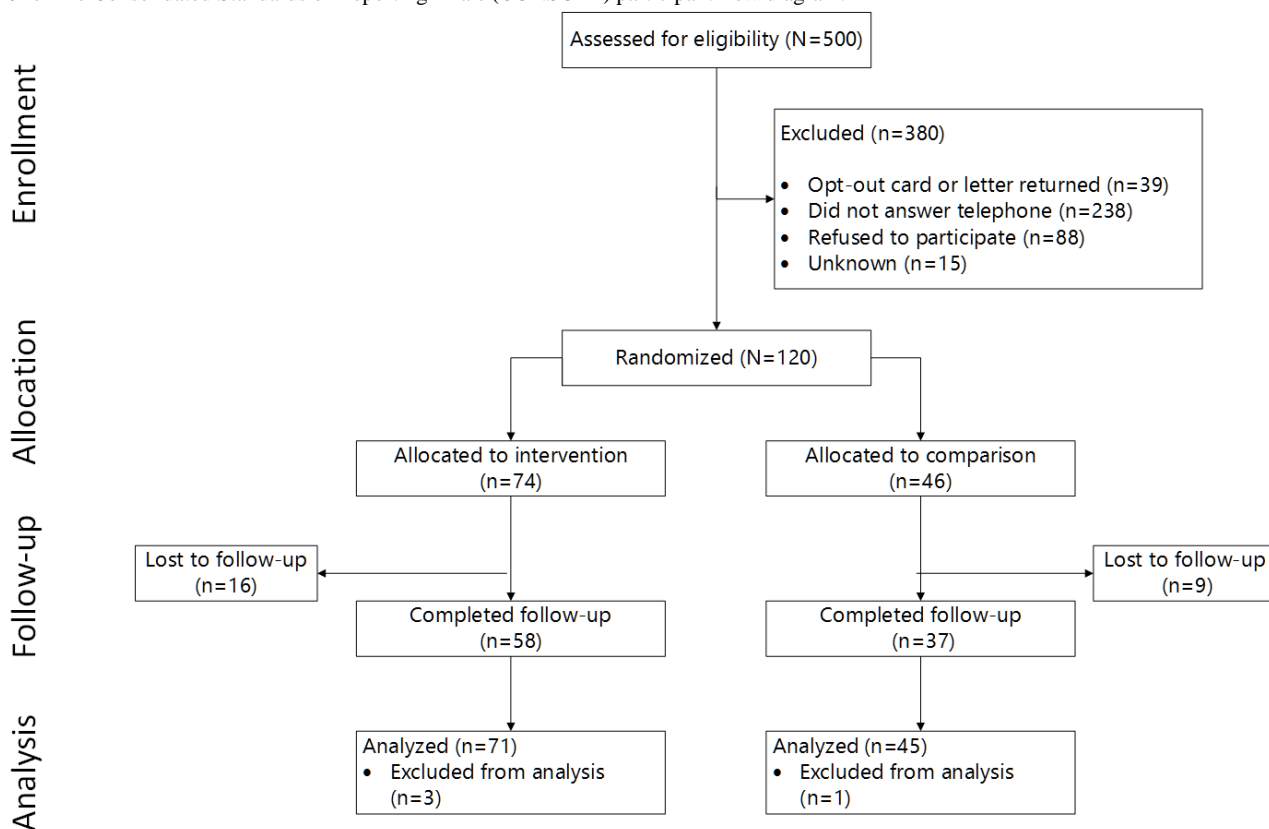 Assessed for eligibility (N=500)
Enrollment
Excluded (n=380)
• Opt-out card or letter returned (n=39)
• Did not answer telephone (n=238)
• Refused to participate (n=88)
• Unknown (n=15)
Allocation
Randomized (N=120)
Allocated to intervention
(n=74)
Allocated to comparison
(n=46)
Follow-up
Lost to follow-up
(n=16)
Lost to follow-up
(n=9)
Completed follow-up
(n=58)
Completed follow-up
(n=37)
Analysis
Analyzed (n=71)
• Excluded from analysis
(n=3)
Analyzed (n=45)
• Excluded from analysis
(n=1)